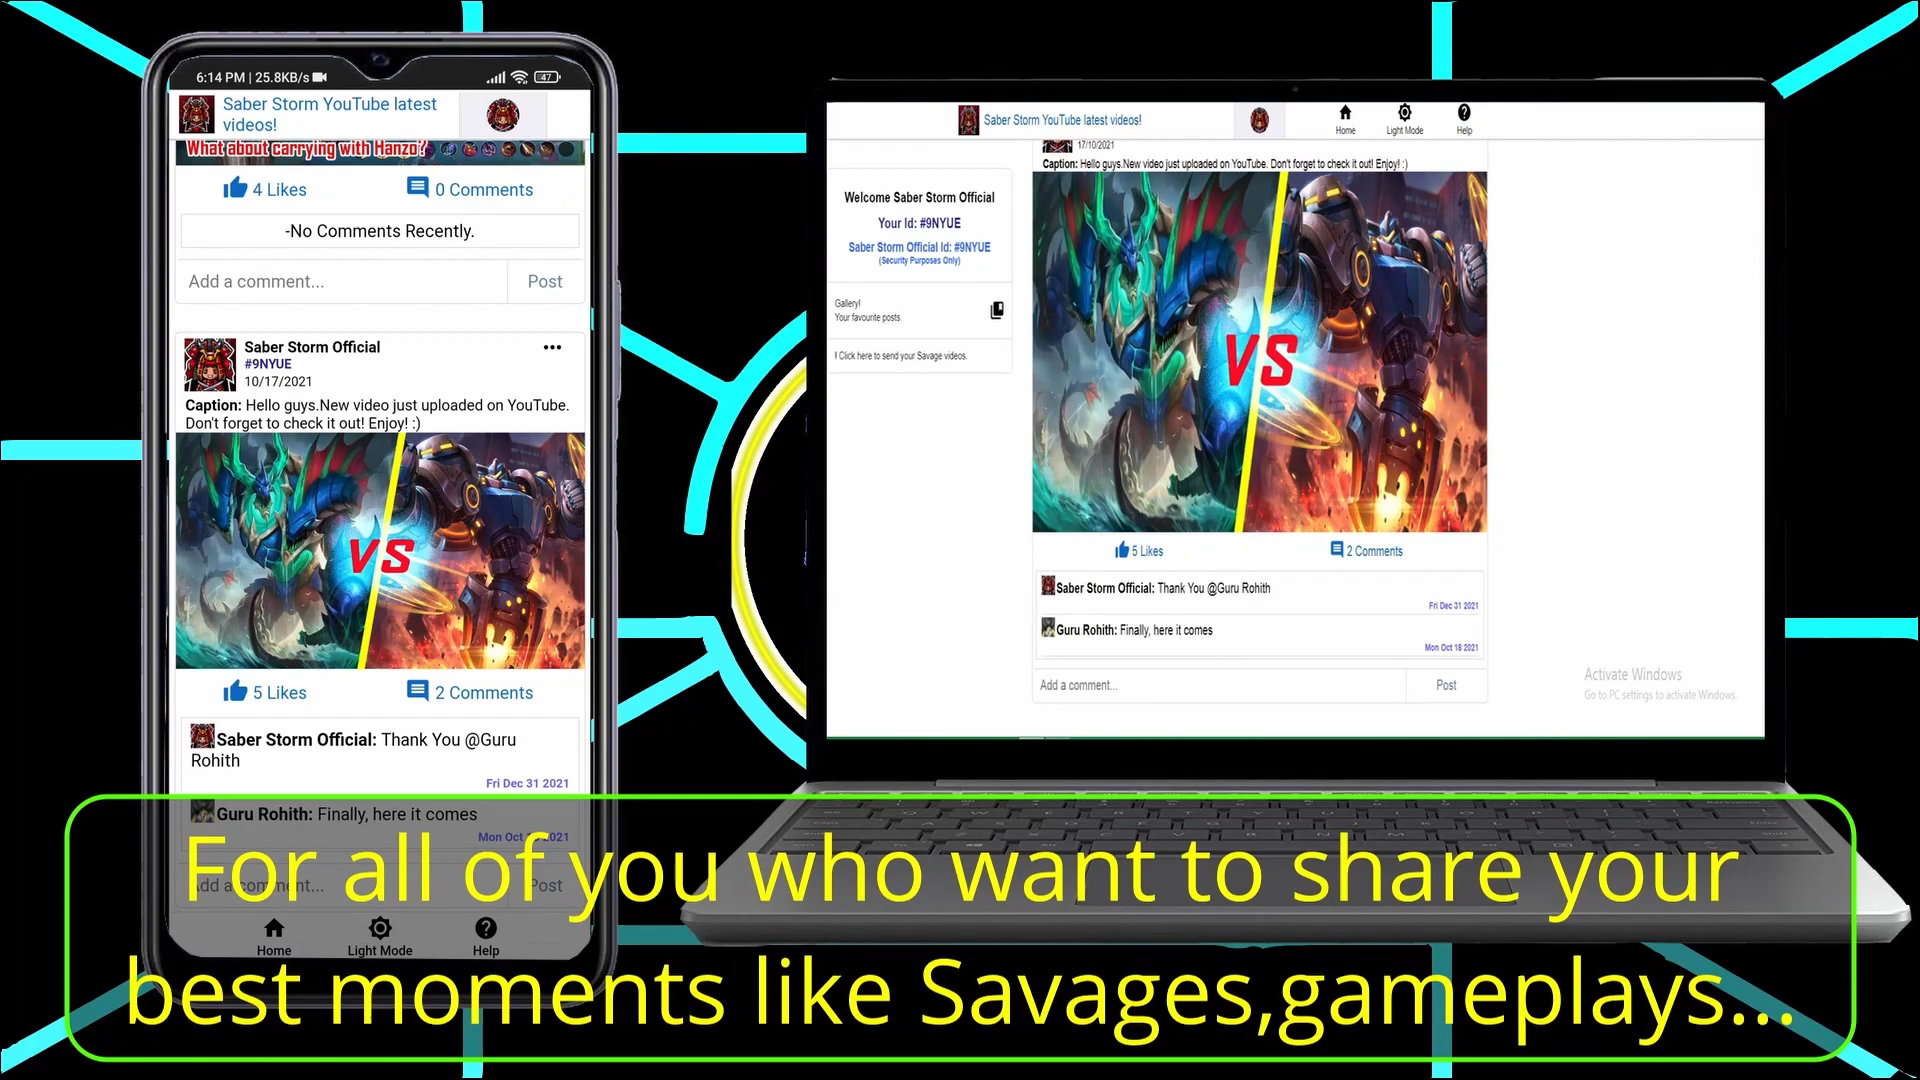 6:14 PM | 25.8KB/s
47
Saber Storm YouTube latest
videos!
What about carrying with Hanzo?
4 Likes
0 Comments
-No Comments Recently.
Add a comment...
Post
Saber Storm Official
#9NYUE
10/17/2021
Caption: Hello guys.New video just uploaded on YouTube.
Don't forget to check it out! Enjoy! :)
VS
5 Likes
2 Comments
Saber Storm Official: Thank You @Guru
Rohith
Fri Dec 31 2021
Guru Rohith: Finally, here it comes
Mon Oct 18 2021
Add a comment...
Post
Home
Light Mode
Help
Saber Storm YouTube latest videos!
Home
Light Mode
Help
Welcome Saber Storm Official
Your Id: #9NYUE
Saber Storm Official Id: #9NYUE
(Security Purposes Only)
Gallery!
Your favourite posts.
! Click here to send your Savage videos.
17/10/2021
Caption: Hello guys.New video just uploaded on YouTube. Don't forget to check it out! Enjoy! :)
VS
5 Likes
2 Comments
Saber Storm Official: Thank You @Guru Rohith
Fri Dec 31 2021
Guru Rohith: Finally, here it comes
Mon Oct 18 2021
Add a comment...
Post
Activate Windows
Go to PC settings to activate Windows.
For all of you who want to share your
best moments like Savages,gameplays...